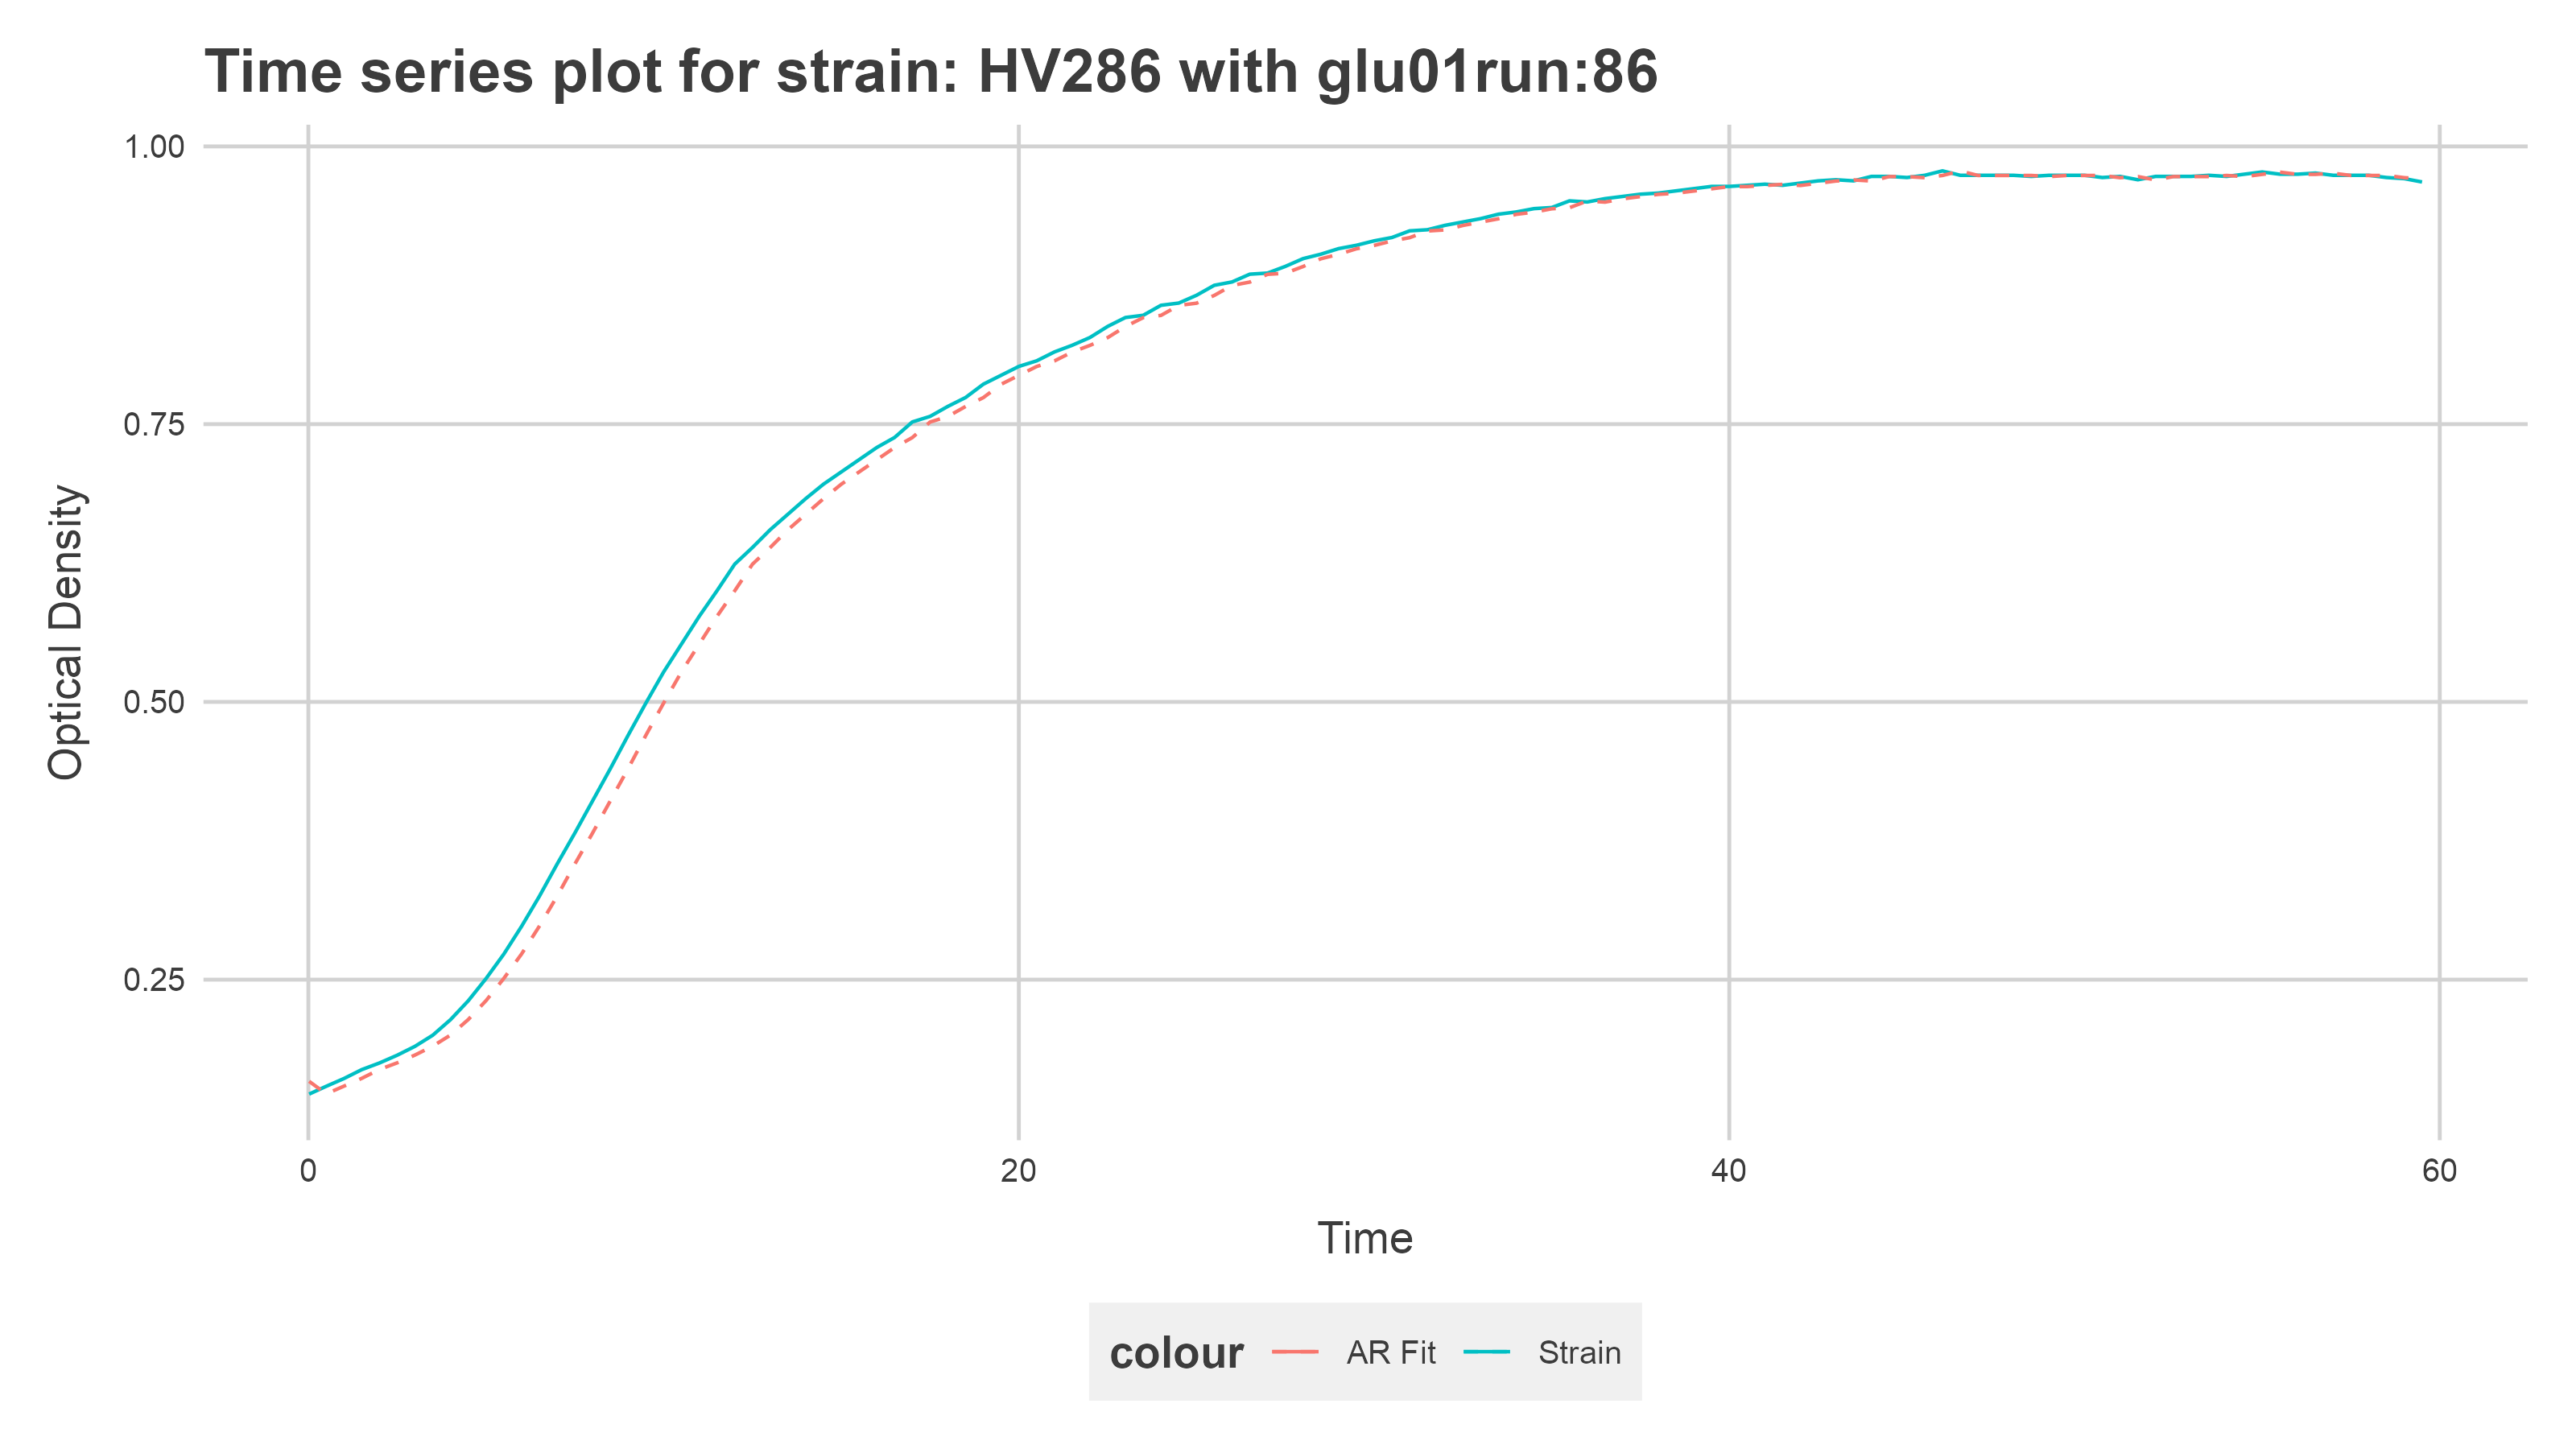 Time series plot for strain: HV286 with glu01run:86
1.00
0.75
0.50
0.25
Optical Density
0 20 40 60
Time
colour AR Fit Strain